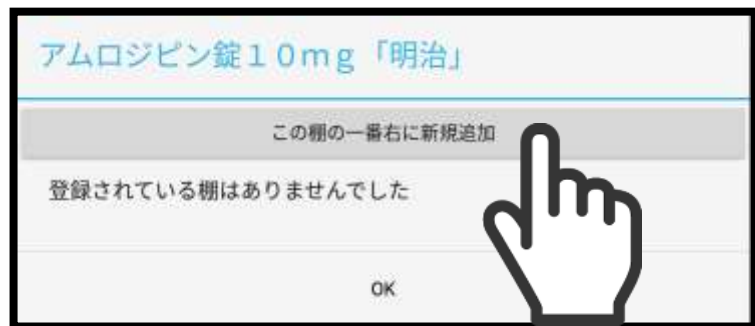 アムロジピン錠１０ｍｇ「明治」
この棚の一番右に新規追加
登録されている棚はありませんでした
OK